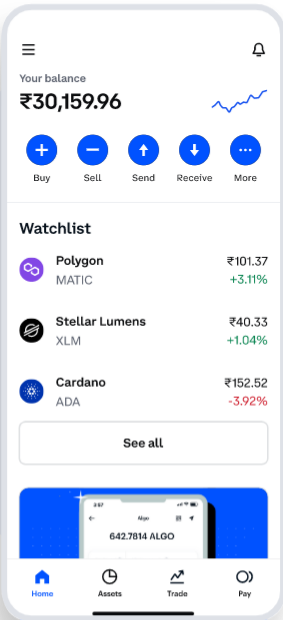 Your balance
₹30,159.96
Buy Sell Send Receive More
Watchlist
Polygon ₹101.37
MATIC +3.11%
Stellar Lumens ₹40.33
XLM +1.04%
Cardano ₹152.52
ADA -3.92%
See all
3:57
Algo
642.7814 ALGO
Home Assets Trade Pay